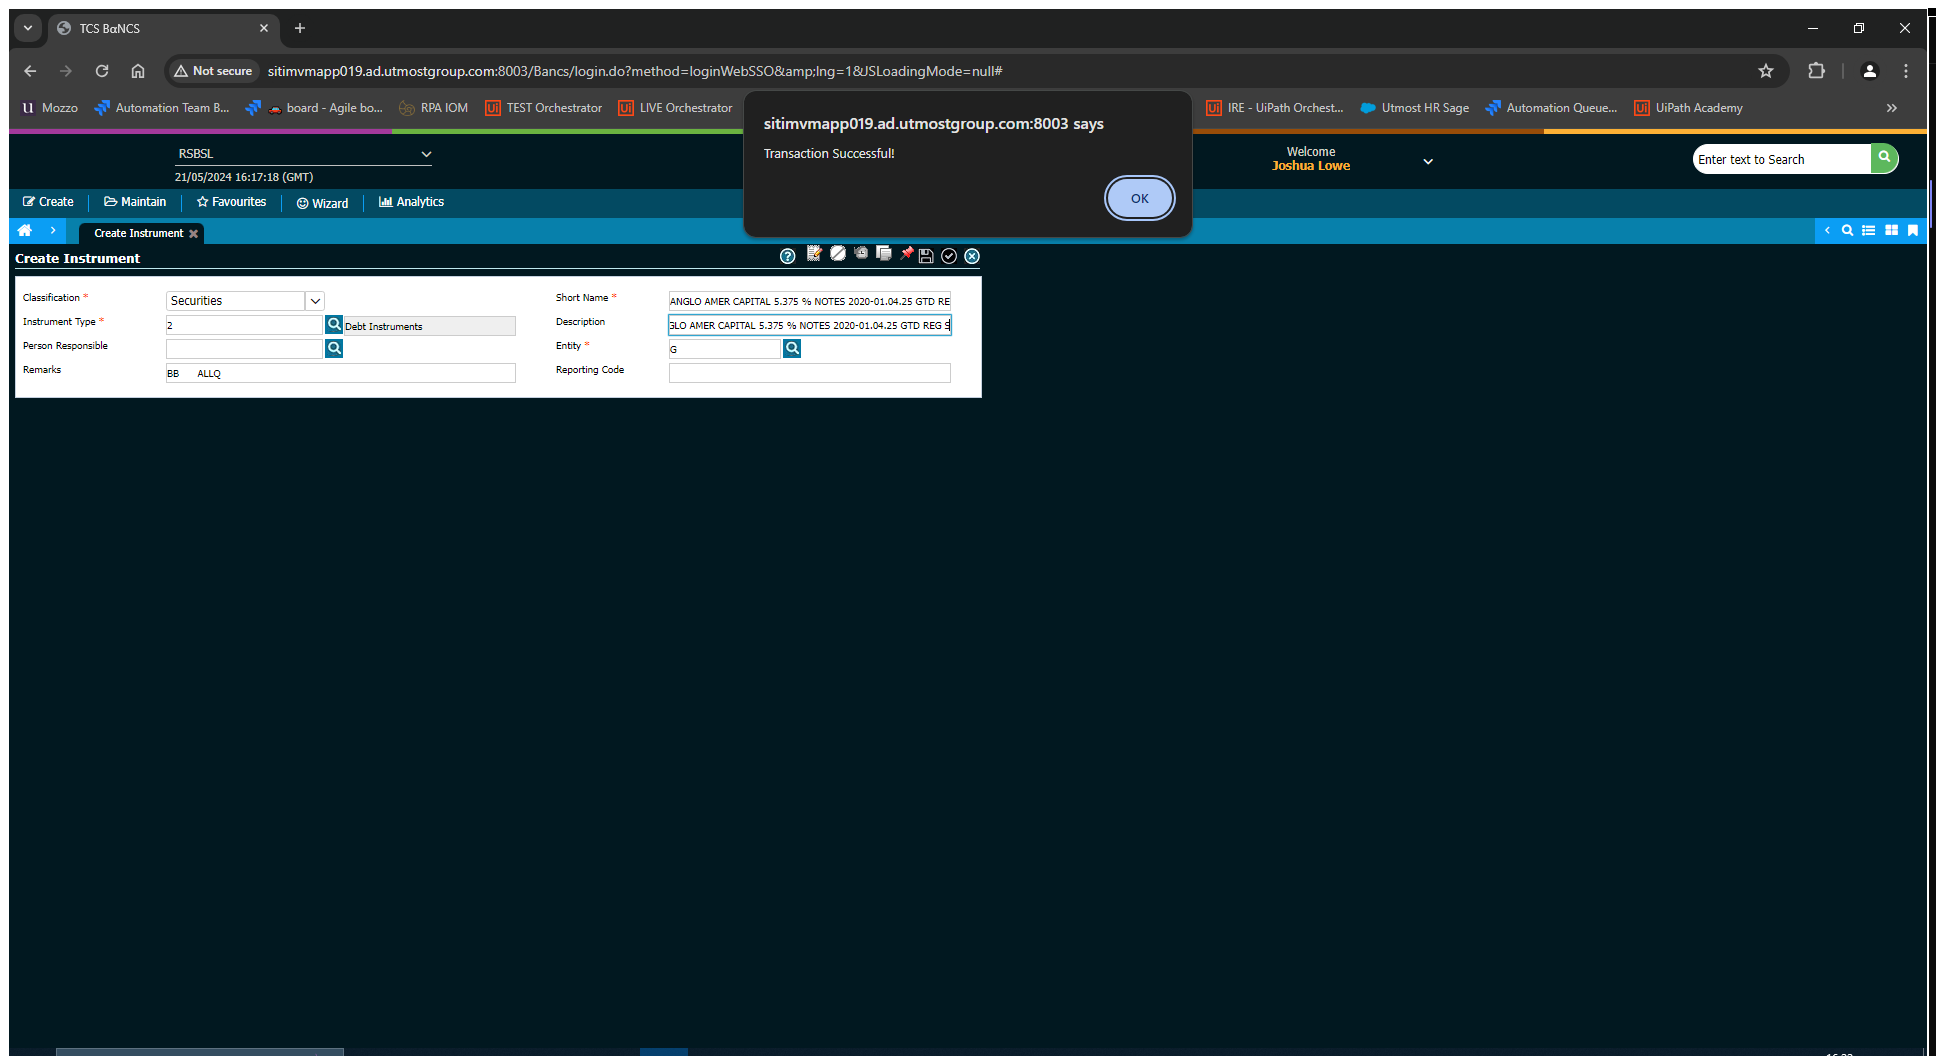 TCS BαNCS
Not secure sitimvmapp019.ad.utmostgroup.com:8003/Bancs/login.do?method=loginWebSSO&amp;lng=1&JSLoadingMode=null#
Mozzo Automation Team B... board - Agile bo... RPA IOM TEST Orchestrator LIVE Orchestrator IRE - UiPath Orchest... Utmost HR Sage Automation Queue... UiPath Academy
sitimvmapp019.ad.utmostgroup.com:8003 says
Transaction Successful!
OK
RSBSL
21/05/2024 16:17:18 (GMT)
Welcome
Joshua Lowe
Enter text to Search
Create Maintain Favourites Wizard Analytics
Create Instrument
Create Instrument
Classification * Securities Short Name * ANGLO AMER CAPITAL 5.375 % NOTES 2020-01.04.25 GTD RE
Instrument Type * 2 Debt Instruments Description GLO AMER CAPITAL 5.375 % NOTES 2020-01.04.25 GTD REG S
Person Responsible Entity * G
Remarks BB ALLQ Reporting Code